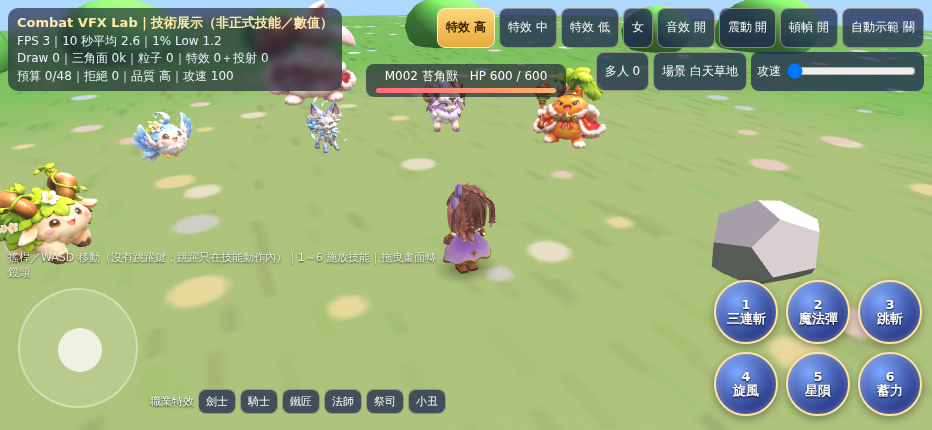 Combat VFX Lab｜技術展示（非正式技能／數值）
FPS 3｜10 秒平均 2.6｜1% Low 1.2
Draw 0｜三角面 0k｜粒子 0｜特效 0＋投射 0
預算 0/48｜拒絕 0｜品質 高｜攻速 100
特效 高
特效 中
特效 低
女
音效 開
震動 開
頓幀 開
自動示範 關
多人 0
場景 白天草地
攻速
M002 苔角獸 HP 600 / 600
搖桿／WASD 移動（沒有跳躍鍵；跳躍只在技能動作內）｜1～6 施放技能｜拖曳畫面轉
鏡頭
1
三連斬
2
魔法彈
3
跳斬
4
旋風
5
星隕
6
蓄力
職業特效
劍士
騎士
鐵匠
法師
祭司
小丑